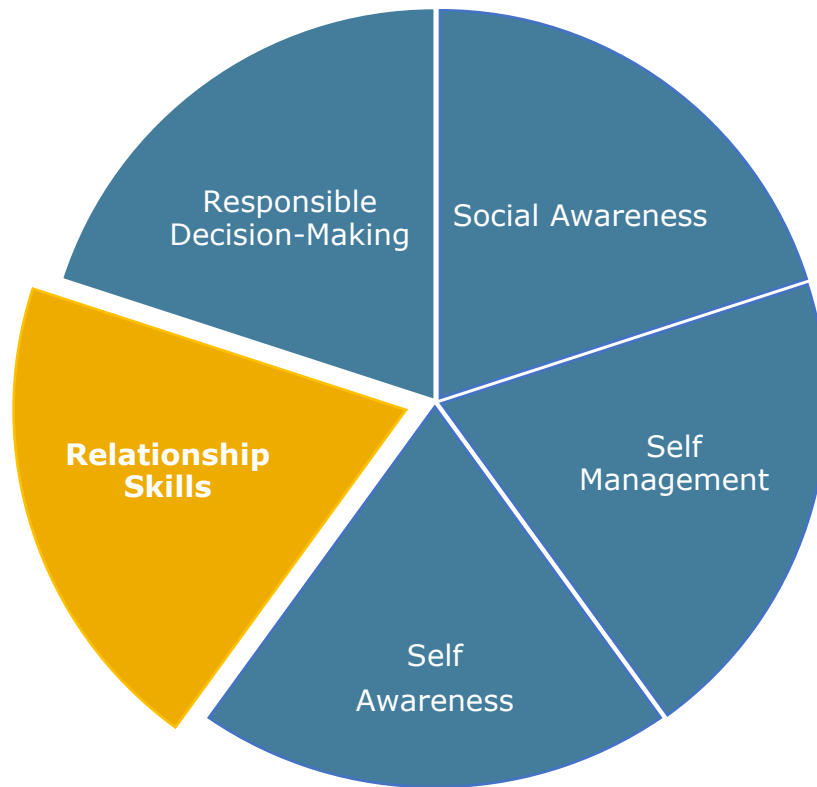 Responsible
Decision-Making
Social Awareness
Relationship
Skills
Self
Management
Self
Awareness